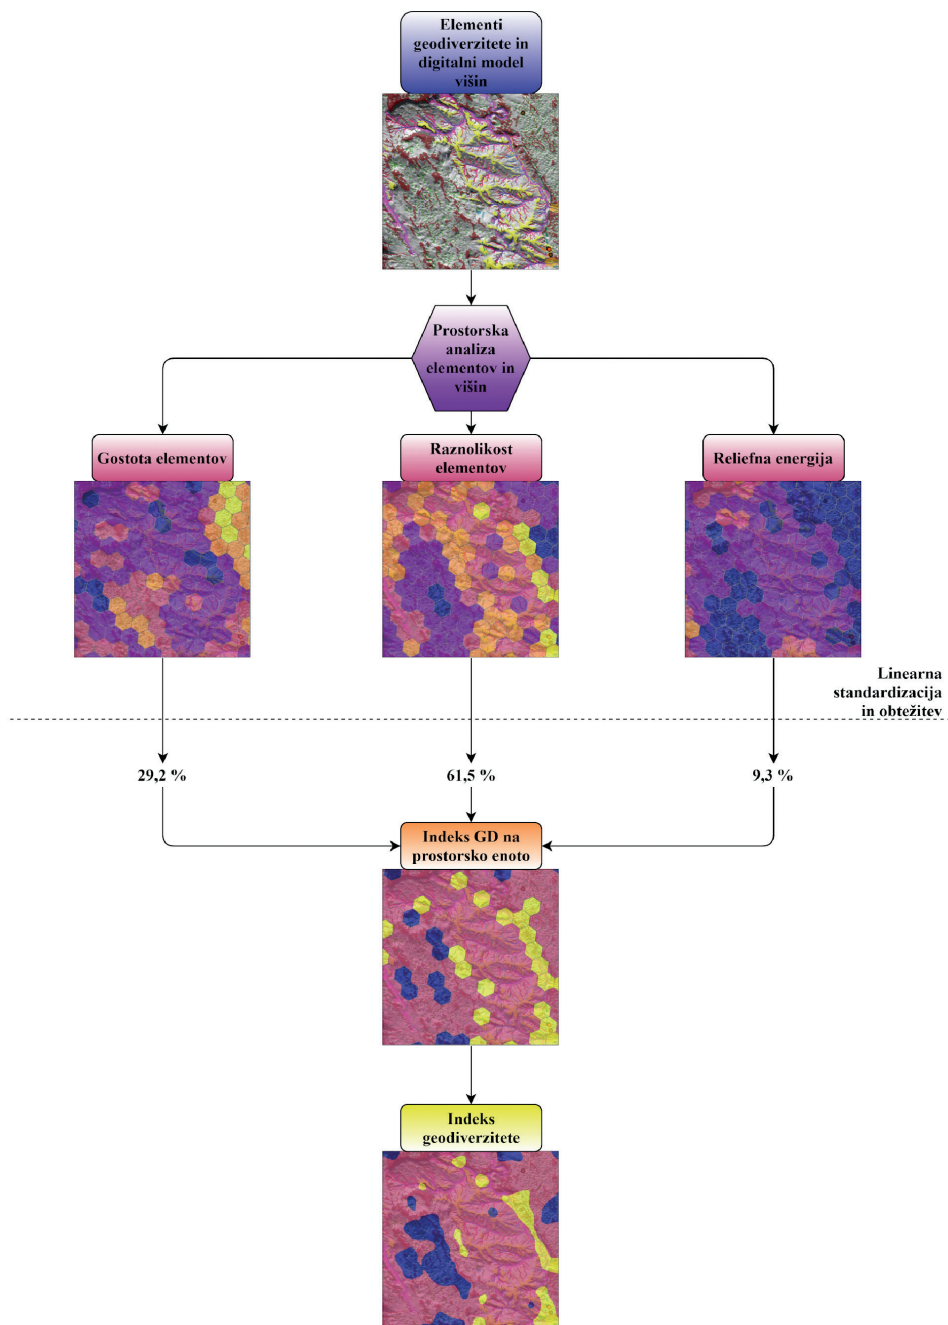 Elementi
geodiverzitete in
digitalni model
višin
Prostorska
analiza
elementov in
višin
Gostota elementov
Raznolikost
elementov
Reliefna energija
Linearna
standardizacija
in obtežitev
29,2 %
61,5 %
9,3 %
Indeks GD na
prostorsko enoto
Indeks
geodiverzitete